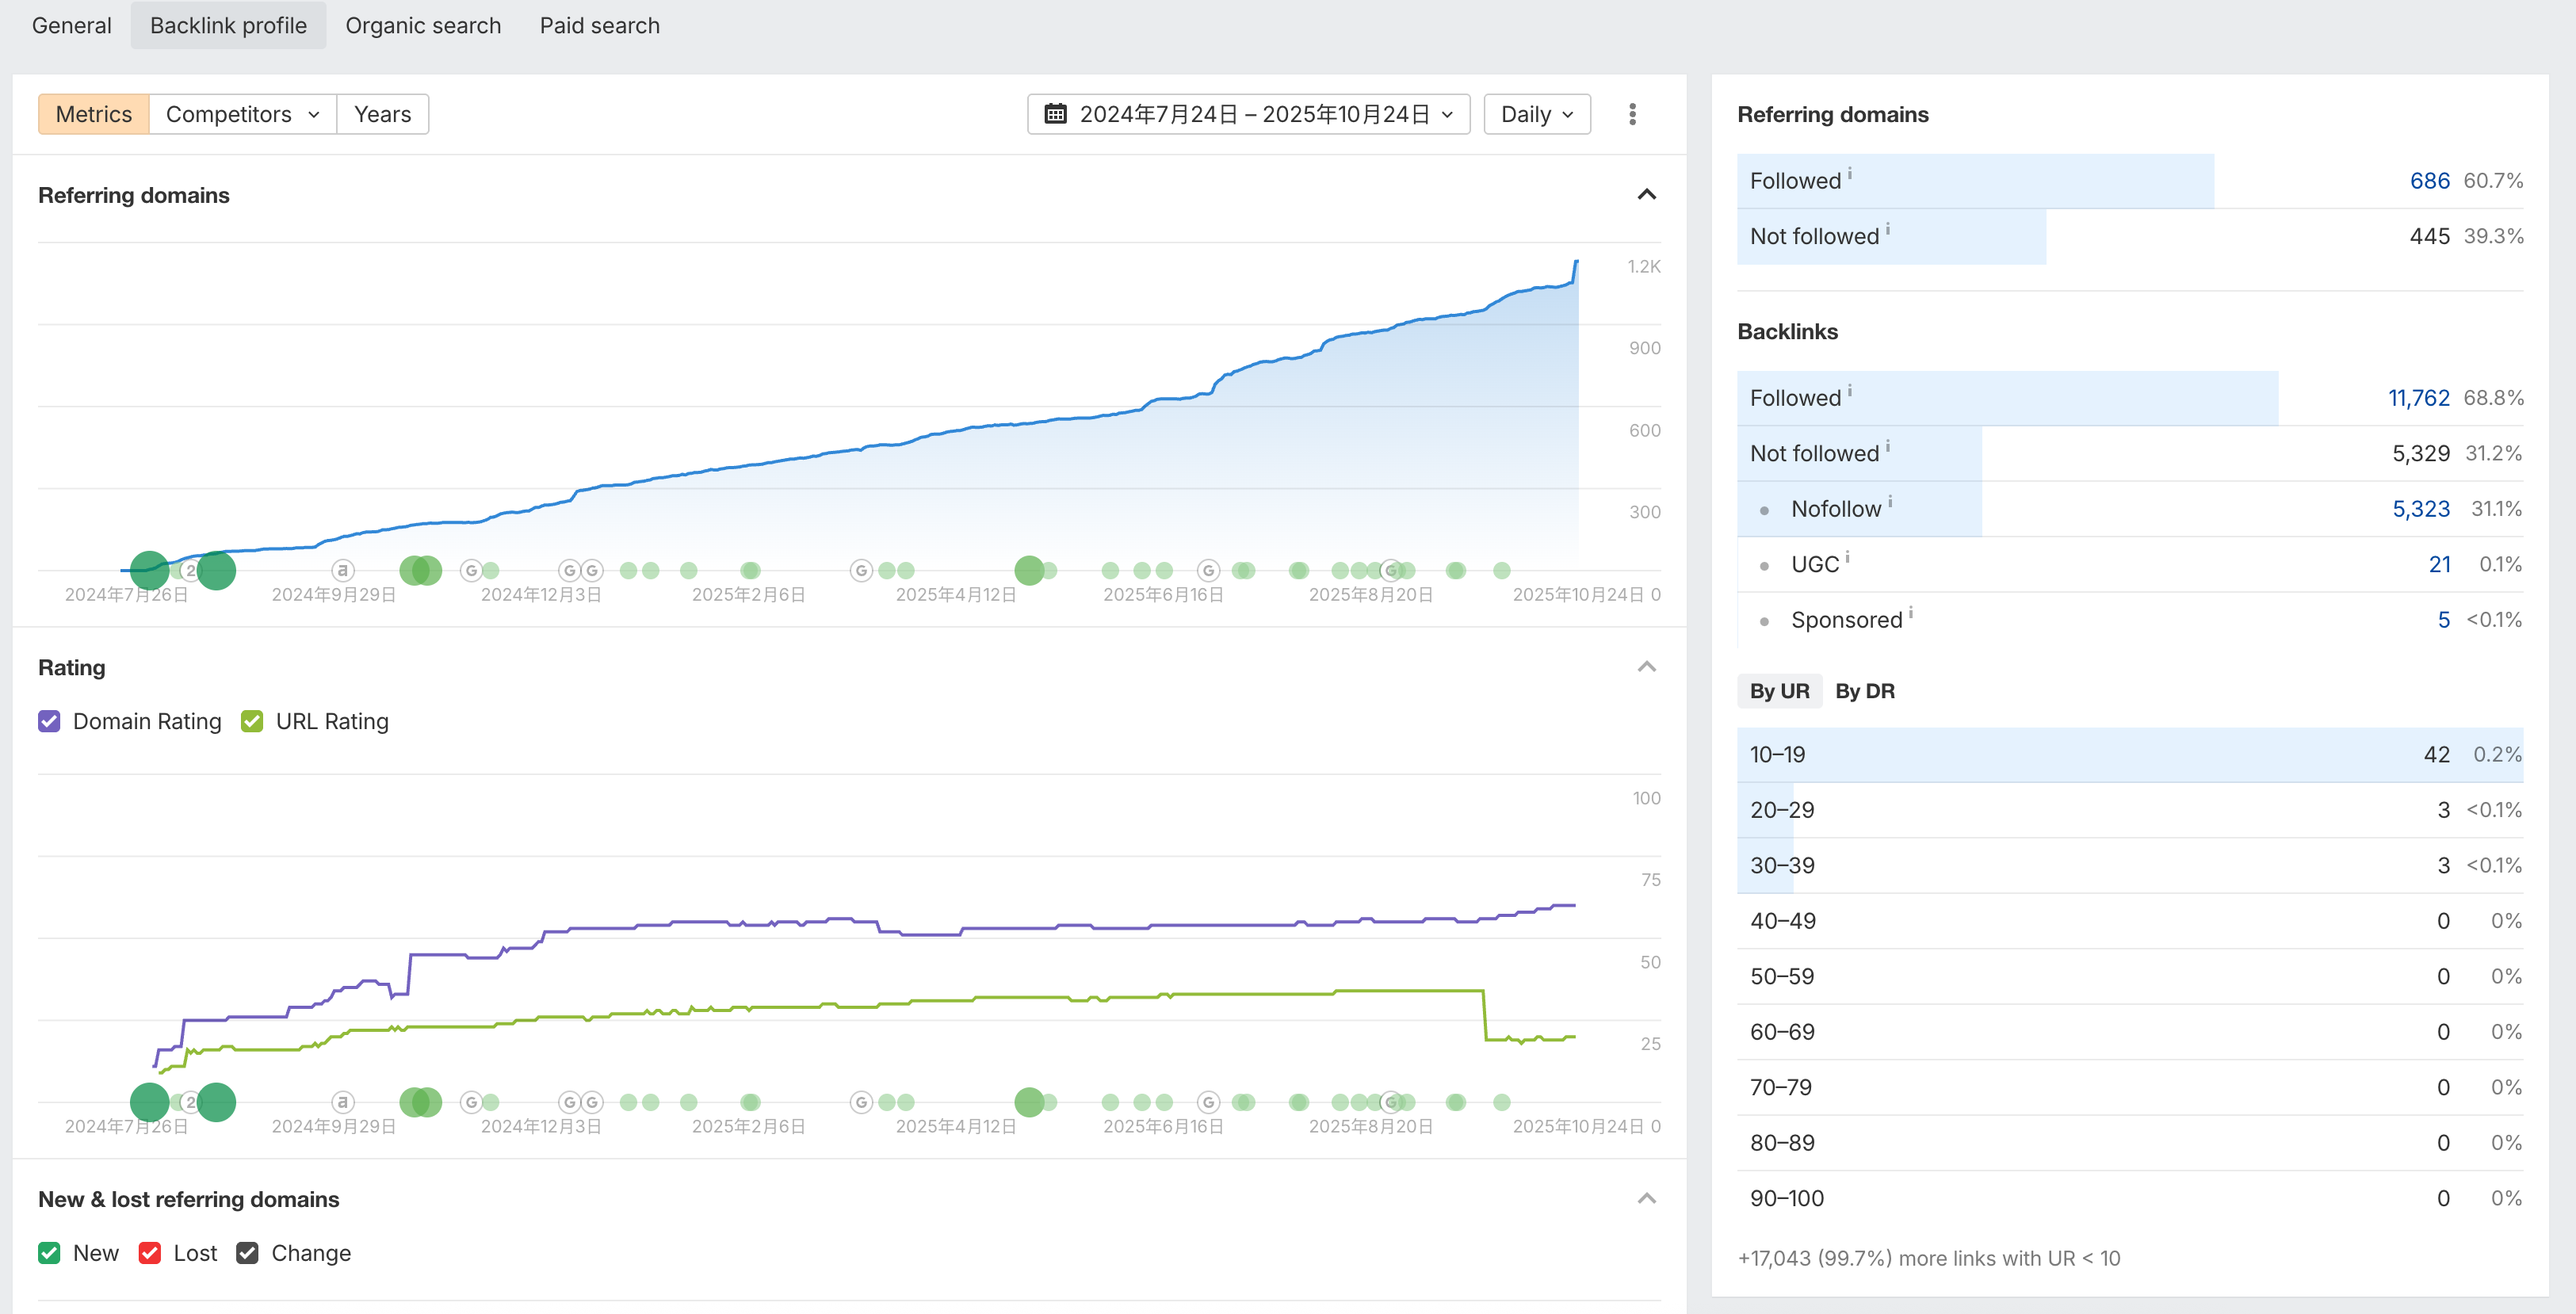 General Backlink profile Organic search Paid search
Metrics Competitors Years 2024年7月24日 – 2025年10月24日 Daily
Referring domains
1.2K
900
600
300
2 a G G G G G G
2024年7月26日 2024年9月29日 2024年12月3日 2025年2月6日 2025年4月12日 2025年6月16日 2025年8月20日 2025年10月24日 0
Rating
Domain Rating URL Rating
100
75
50
25
2 a G G G G G G
2024年7月26日 2024年9月29日 2024年12月3日 2025年2月6日 2025年4月12日 2025年6月16日 2025年8月20日 2025年10月24日 0
New & lost referring domains
New Lost Change
Referring domains
Followed i 686 60.7%
Not followed i 445 39.3%
Backlinks
Followed i 11,762 68.8%
Not followed i 5,329 31.2%
Nofollow i 5,323 31.1%
UGC i 21 0.1%
Sponsored i 5 <0.1%
By UR By DR
10–19 42 0.2%
20–29 3 <0.1%
30–39 3 <0.1%
40–49 0 0%
50–59 0 0%
60–69 0 0%
70–79 0 0%
80–89 0 0%
90–100 0 0%
+17,043 (99.7%) more links with UR < 10